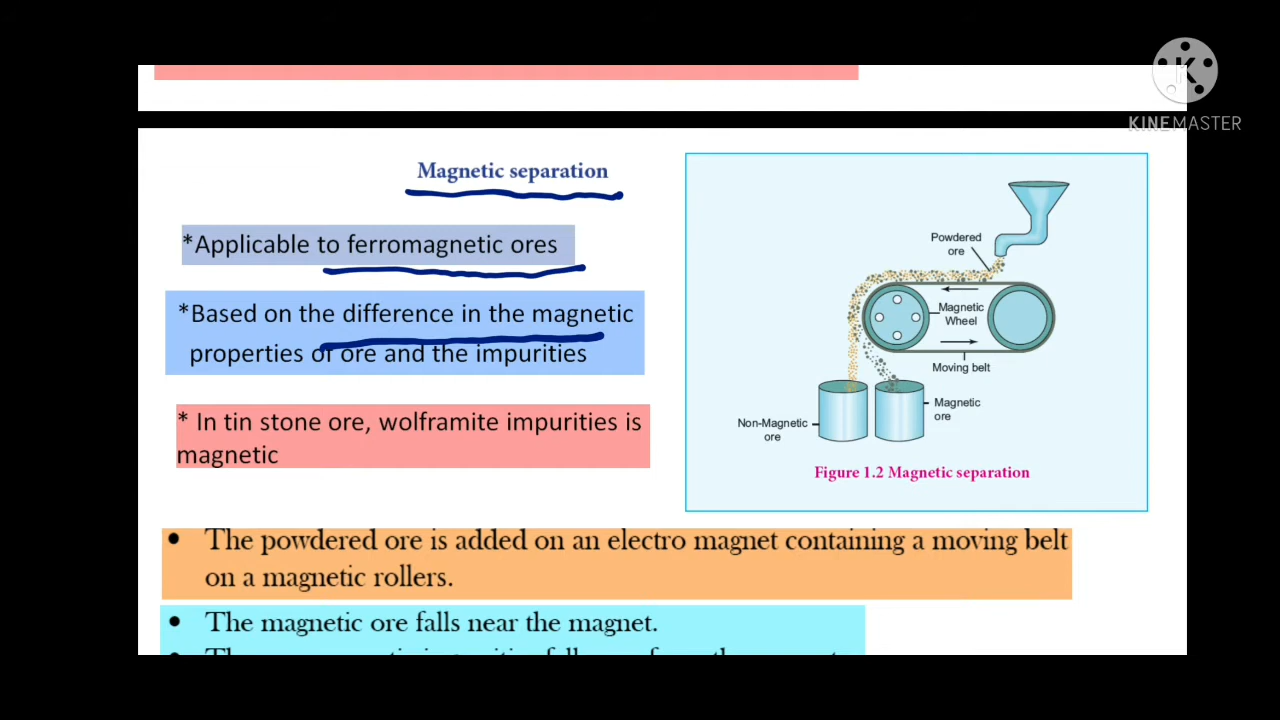 KINEMASTER
Magnetic separation
*Applicable to ferromagnetic ores
*Based on the difference in the magnetic
properties of ore and the impurities
* In tin stone ore, wolframite impurities is
magnetic
Powdered
ore
Magnetic
Wheel
Moving belt
Non-Magnetic
ore
Magnetic
ore
Figure 1.2 Magnetic separation
• The powdered ore is added on an electro magnet containing a moving belt
on a magnetic rollers.
• The magnetic ore falls near the magnet.